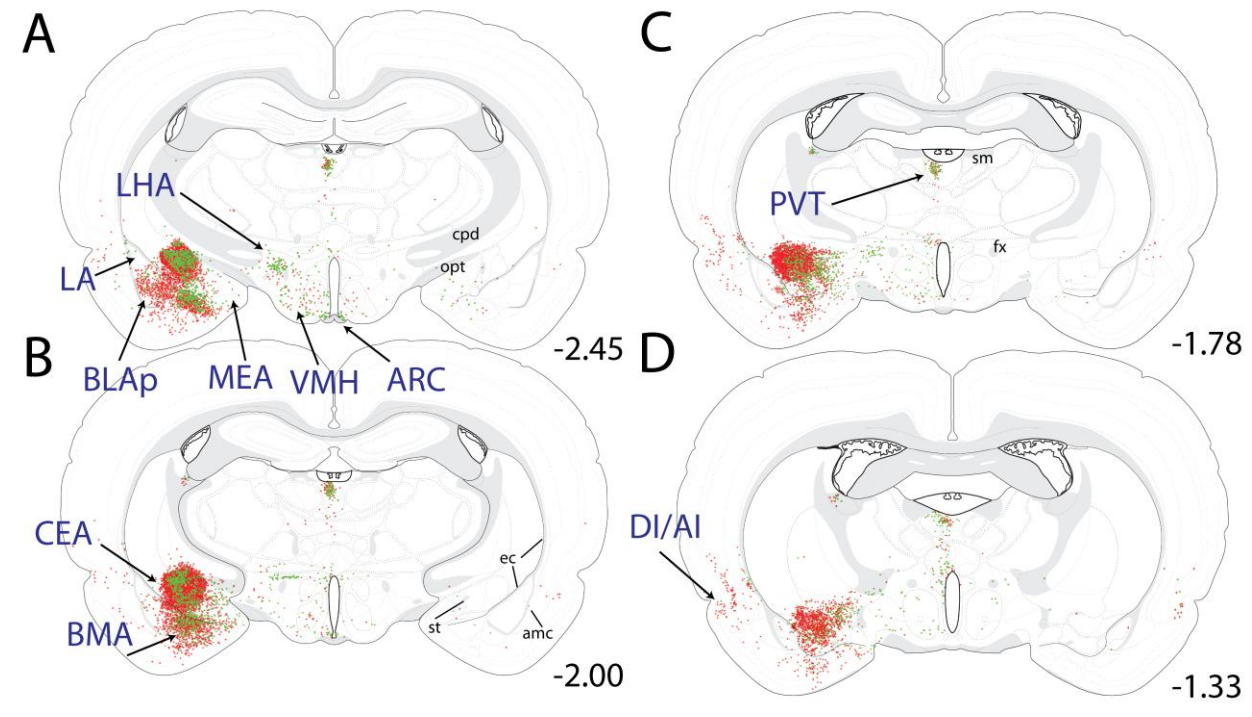 A
LHA
LA
cpd
opt
-2.45
BLAp
MEA
VMH
ARC
B
CEA
BMA
ec
st
amc
-2.00
C
sm
PVT
fx
-1.78
D
DI/AI
-1.33